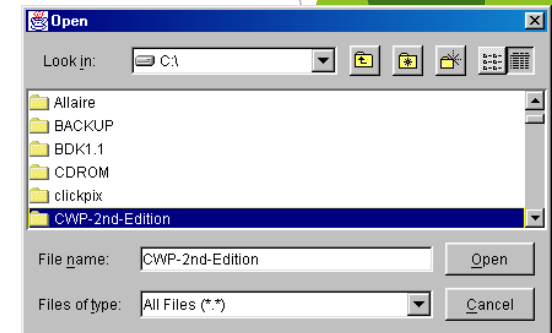 Open
Look in: C:\
Allaire
BACKUP
BDK1.1
CDROM
clickpix
CWP-2nd-Edition
File name: CWP-2nd-Edition Open
Files of type: All Files (*.*) Cancel